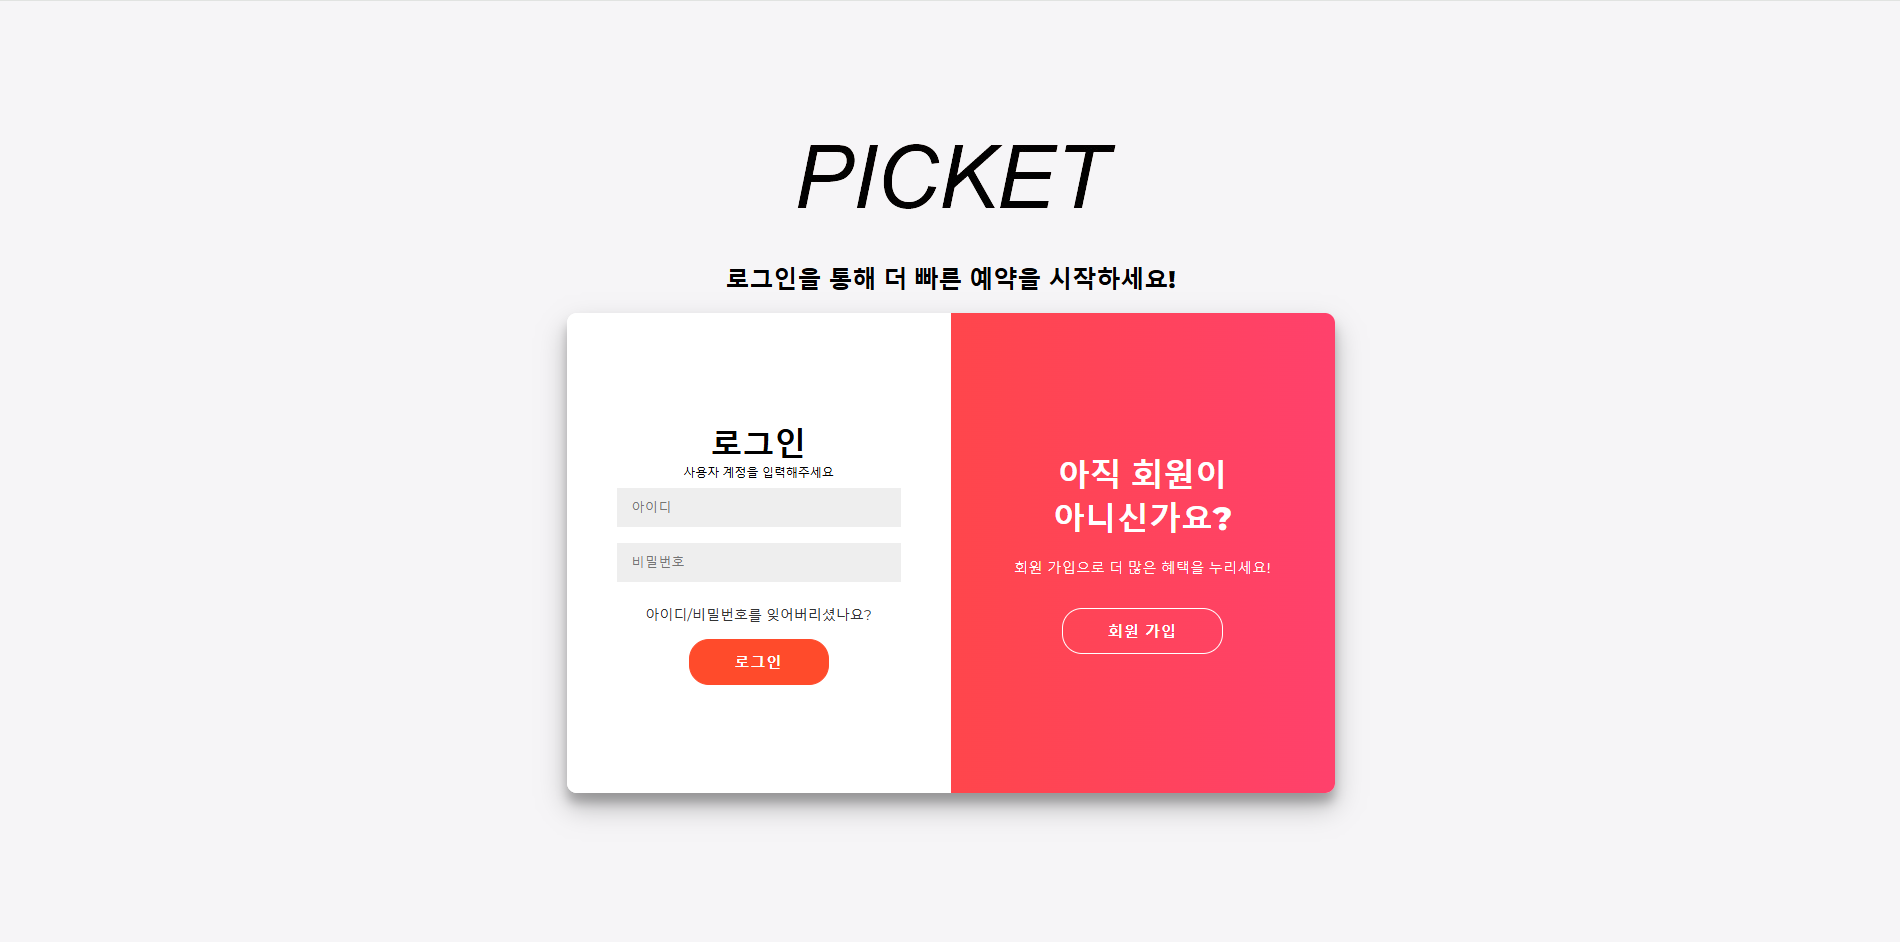 PICKET
로그인을 통해 더 빠른 예약을 시작하세요!
로그인
사용자 계정을 입력해주세요
아이디
비밀번호
아이디/비밀번호를 잊어버리셨나요?
로그인
아직 회원이
아니신가요?
회원 가입으로 더 많은 혜택을 누리세요!
회원 가입